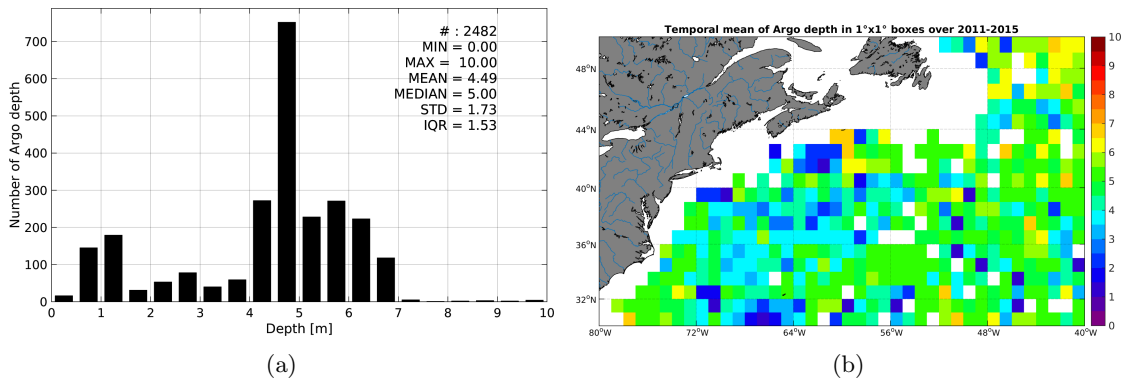 # : 2482
MIN = 0.00
MAX = 10.00
MEAN = 4.49
MEDIAN = 5.00
STD = 1.73
IQR = 1.53
Number of Argo depth
700
600
500
400
300
200
100
0
0 1 2 3 4 5 6 7 8 9 10
Depth [m]
(a)
Temporal mean of Argo depth in 1°x1° boxes over 2011-2015
48°N
44°N
40°N
36°N
32°N
80°W 72°W 64°W 56°W 48°W 40°W
10
9
8
7
6
5
4
3
2
1
0
(b)